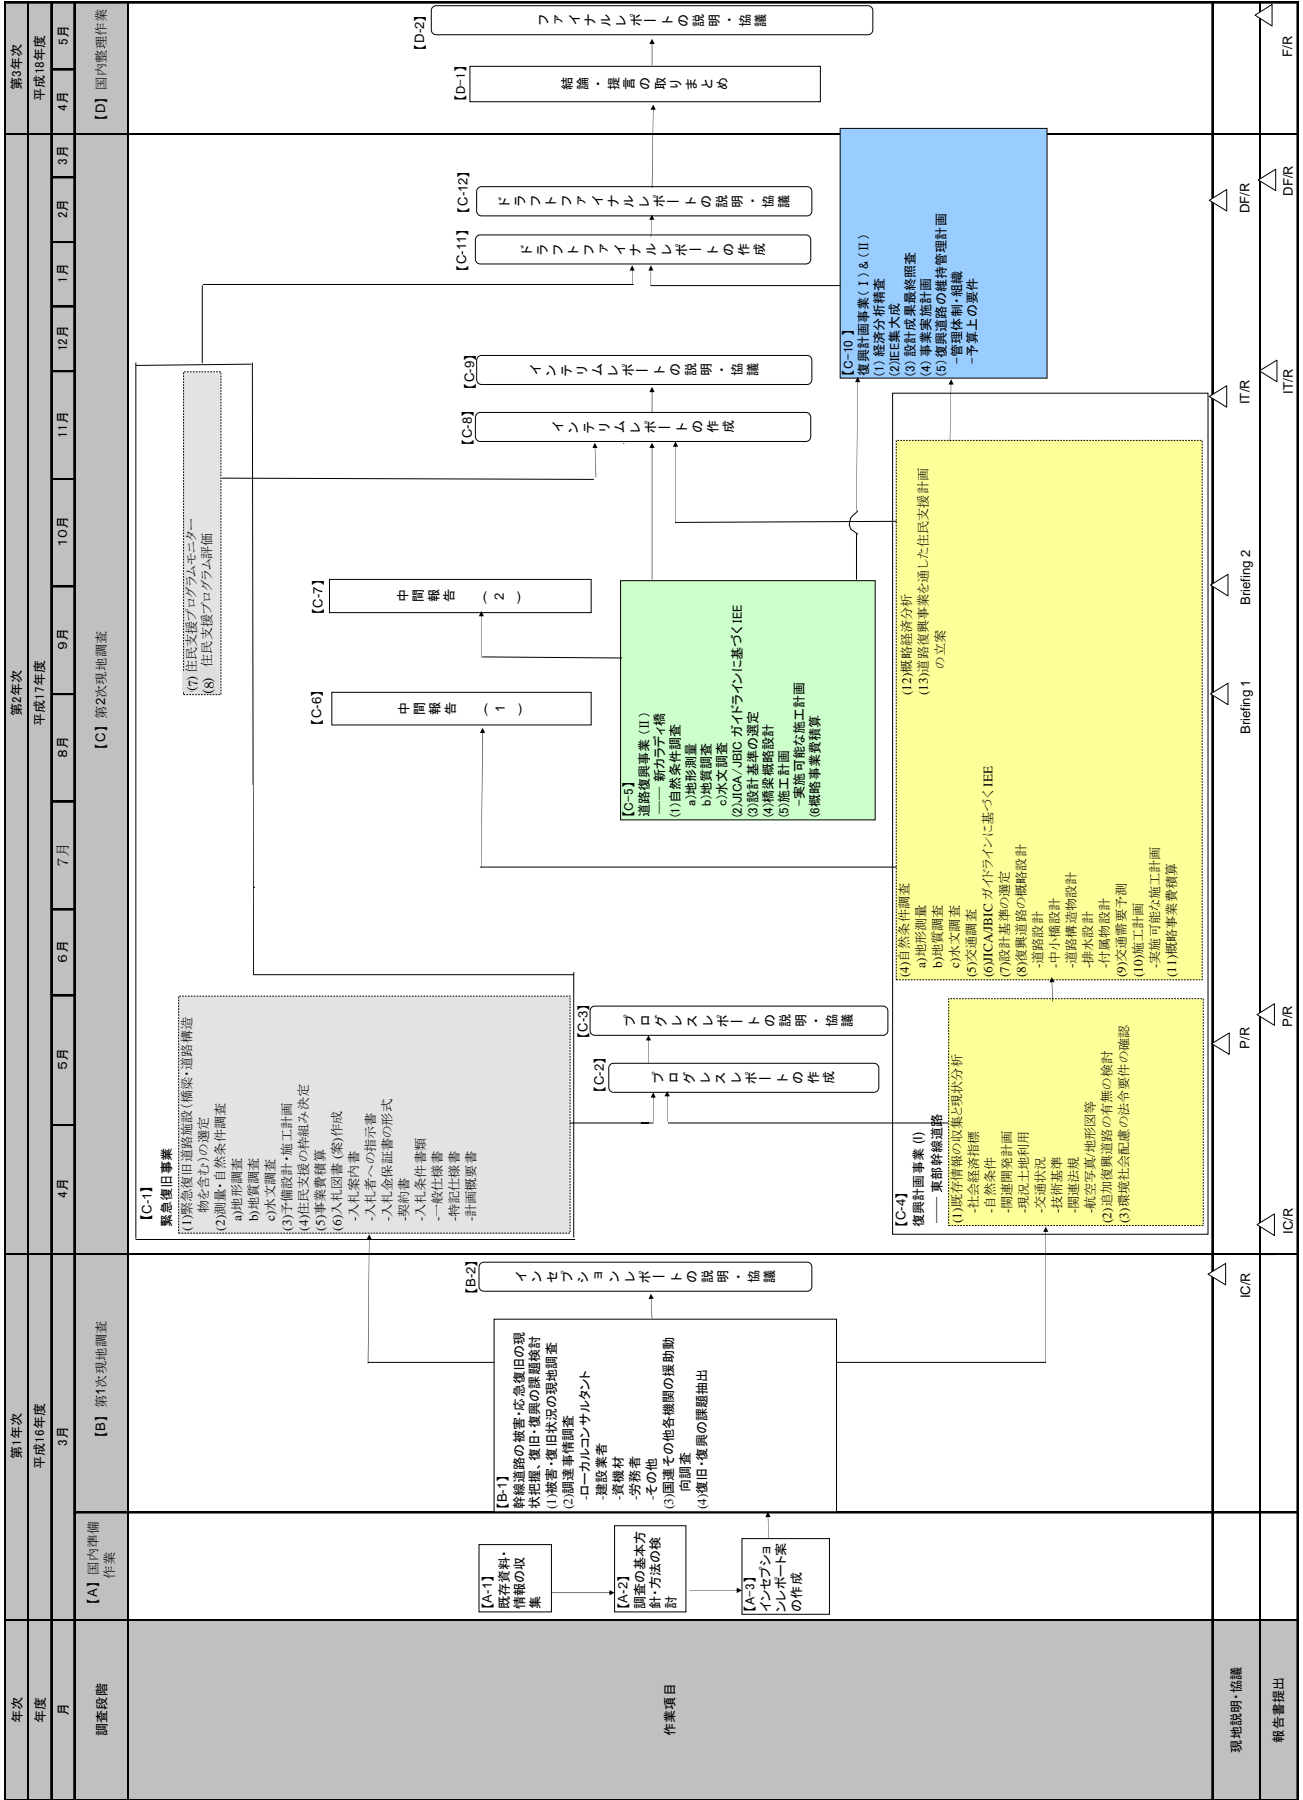 年次
第1年次
第2年次
第3年次
年度
平成16年度
平成17年度
平成18年度
月
3月
4月
5月
6月
7月
8月
9月
10月
11月
12月
1月
2月
3月
4月
5月
調査段階
【A】国内準備
作業
【B】第1次現地調査
【C】第2次現地調査
【D】国内整理作業
作業項目
【A-1】
既存資料・
情報の収
集
【A-2】
調査の基本方
針・方法の検
討
【A-3】
インセプショ
ンレポート案
の作成
【B-1】
幹線道路の被害・応急復旧の現
状把握、復旧・復興の課題検討
(1)被害・復旧状況の現地調査
(2)調達事情調査
-ローカルコンサルタント
-建設業者
-資機材
-労務者
-その他
(3)国連その他各機関の援助動
向調査
(4)復旧・復興の課題抽出
【B-2】
インセプションレポートの説明・協議
【C-1】
緊急復旧事業
(1)緊急復旧道路施設(橋梁・道路構造
物を含む)の選定
(2)測量・自然条件調査
a)地形調査
b)地質調査
c)水文調査
(3)予備設計・施工計画
(4)住民支援の枠組み決定
(5)事業費積算
(6)入札図書(案)作成
-入札案内書
-入札者への指示書
-入札金保証書の形式
-契約書
-入札条件書類
-一般仕様書
-特記仕様書
-計画概要書
(7) 住民支援プログラムモニター
(8) 住民支援プログラム評価
【C-2】
プログレスレポートの作成
【C-3】
プログレスレポートの説明・協議
【C-4】
復興計画事業 (I)
―― 東部幹線道路
(1)既存情報の収集と現状分析
-社会経済指標
-自然条件
-関連開発計画
-現況土地利用
-交通状況
-技術基準
-関連法規
-航空写真/地形図等
(2)追加復興道路の有無の検討
(3)環境社会配慮の法令要件の確認
(4)自然条件調査
a)地形測量
b)地質調査
c)水文調査
(5)交通調査
(6)JICA/JBIC ガイドラインに基づくIEE
(7)設計基準の選定
(8)復興道路の概略設計
-道路設計
-中小橋設計
-道路構造物設計
-排水設計
-付属物設計
(9)交通需要予測
(10)施工計画
-実施可能な施工計画
(11)概略事業費積算
(12)概略経済分析
(13)道路復興事業を通した住民支援計画
の立案
【C-5】
道路復興事業 (II)
―― 新カラディ橋
(1)自然条件調査
a)地形測量
b)地質調査
c)水文調査
(2)JICA/JBIC ガイドラインに基づくIEE
(3)設計基準の選定
(4)橋梁概略設計
(5)施工計画
-実施可能な施工計画
(6)概略事業費積算
【C-6】
中間報告 (1)
【C-7】
中間報告 (2)
【C-8】
インテリムレポートの作成
【C-9】
インテリムレポートの説明・協議
【C-10】
復興計画事業(I)&(II)
(1)経済分析精査
(2)IEE集大成
(3) 設計成果最終照査
(4) 事業実施計画
(5)復興道路の維持管理計画
-管理体制・組織
-予算上の要件
【C-11】
ドラフトファイナルレポートの作成
【C-12】
ドラフトファイナルレポートの説明・協議
【D-1】
結論・提言の取りまとめ
【D-2】
ファイナルレポートの説明・協議
現地説明・協議
IC/R
P/R
Briefing 1
Briefing 2
IT/R
DF/R
報告書提出
IC/R
P/R
IT/R
DF/R
F/R